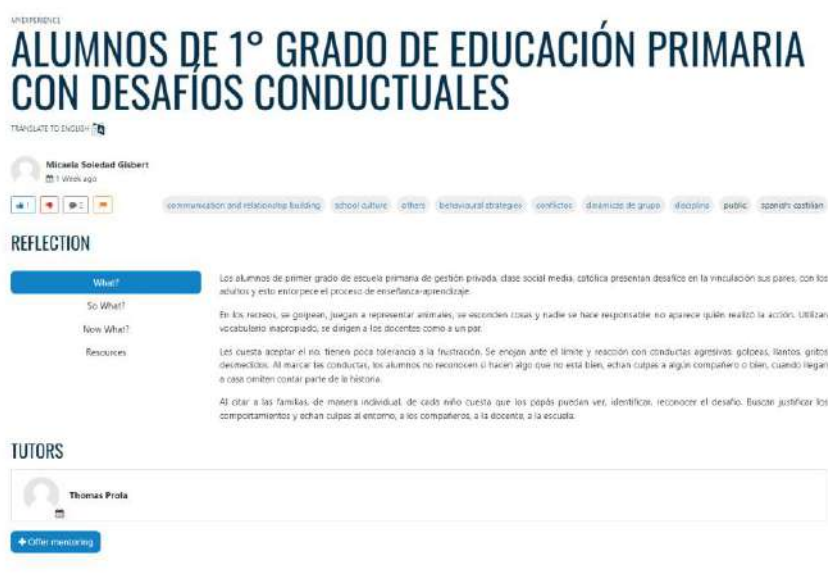 UNEXPERIENCE
ALUMNOS DE 1° GRADO DE EDUCACIÓN PRIMARIA
CON DESAFÍOS CONDUCTUALES
TRANSLATE TO ENGLISH
Micaela Soledad Gisbert
1 Week ago
communication and relationship building school culture others behavioural strategies conflictos dinámicas de grupo disciplina public spanish; castilian
REFLECTION
What?
So What?
Now What?
Resources
Los alumnos de primer grado de escuela primaria de gestión privada, clase social media, católica presentan desafíos en la vinculación sus pares, con los
adultos y esto entorpece el proceso de enseñanza-aprendizaje.
En los recreos, se golpean, juegan a representar animales, se esconden cosas y nadie se hace responsable no aparece quién realizó la acción. Utilizan
vocabulario inapropiado, se dirigen a los docentes como a un par.
Les cuesta aceptar el no, tienen poca tolerancia a la frustración. Se enojan ante el límite y reacción con conductas agresivas: golpeas, llantos, gritos
desmedidos. Al marcar las conductas, los alumnos no reconocen si hacen algo que no está bien, echan culpas a algún compañero o bien, cuando llegan
a casa omiten contar parte de la historia.
Al citar a las familias, de manera individual, de cada niño cuesta que los papás puedan ver, identificar, reconocer el desafío. Buscan justificar los
comportamientos y echan culpas al entorno, a los compañeros, a la docente, a la escuela.
TUTORS
Thomas Prola
+ Offer mentoring